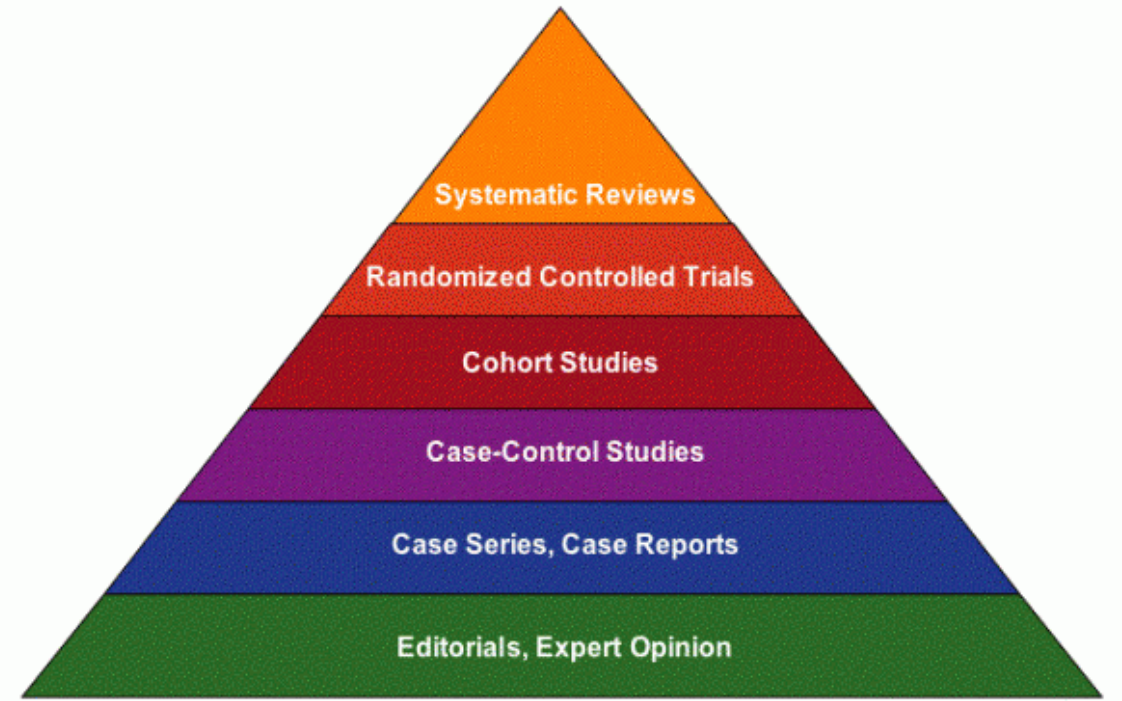 Systematic Reviews
Randomized Controlled Trials
Cohort Studies
Case-Control Studies
Case Series, Case Reports
Editorials, Expert Opinion